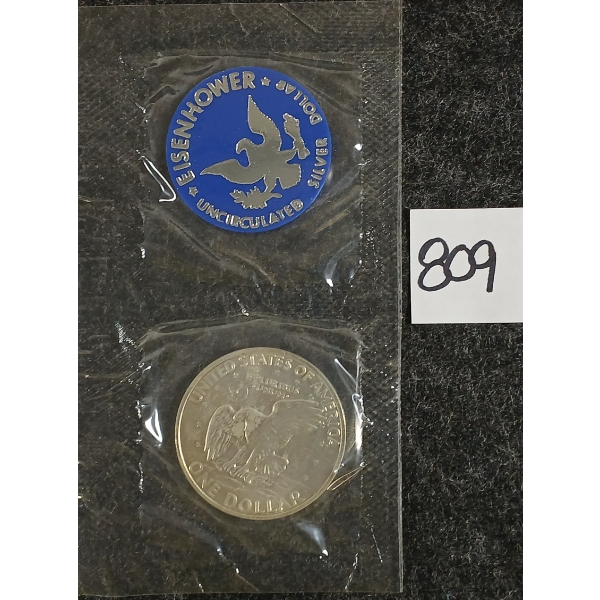 ★ EISENHOWER ★
SILVER DOLLAR
UNCIRCULATED
809
UNITED STATES OF AMERICA
E PLURIBUS
UNUM
ONE DOLLAR